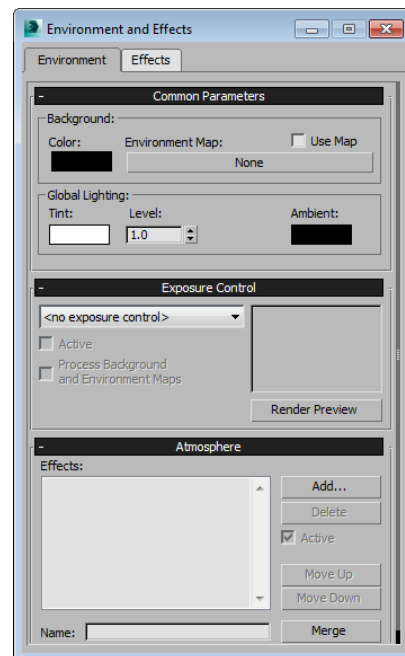 Environment and Effects
Environment Effects
- Common Parameters
Background:
Color: Environment Map: Use Map
None
Global Lighting:
Tint: Level: Ambient:
1.0
- Exposure Control
<no exposure control>
Active
Process Background
and Environment Maps
Render Preview
- Atmosphere
Effects:
Add...
Delete
Active
Move Up
Move Down
Name: Merge